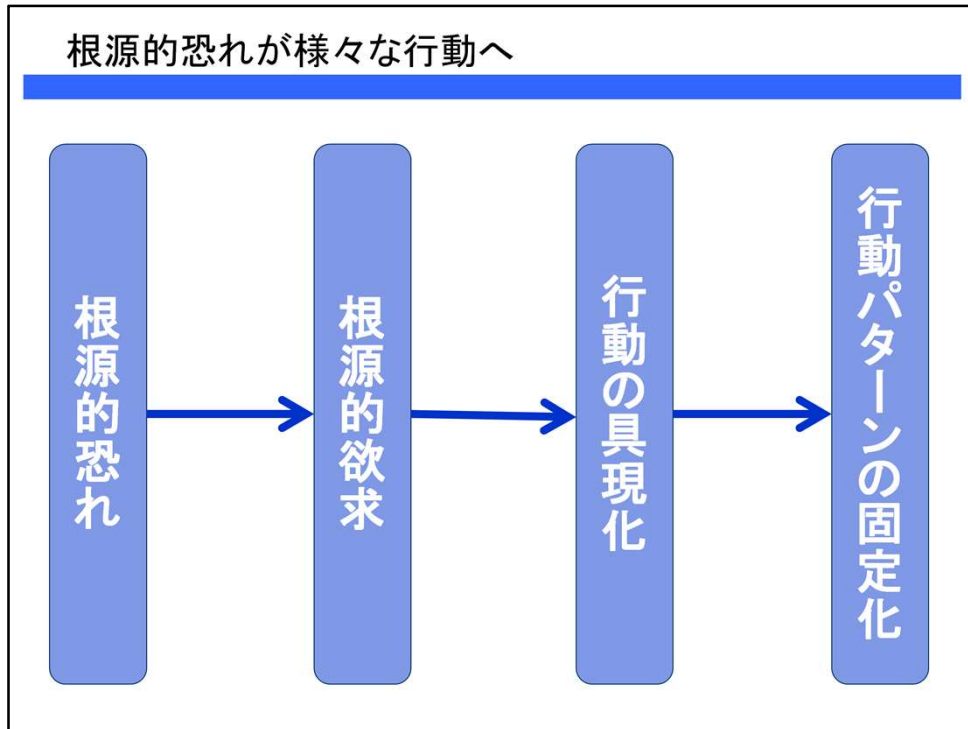 根源的恐れが様々な行動へ
根源的恐れ
根源的欲求
行動の具現化
行動パターンの固定化